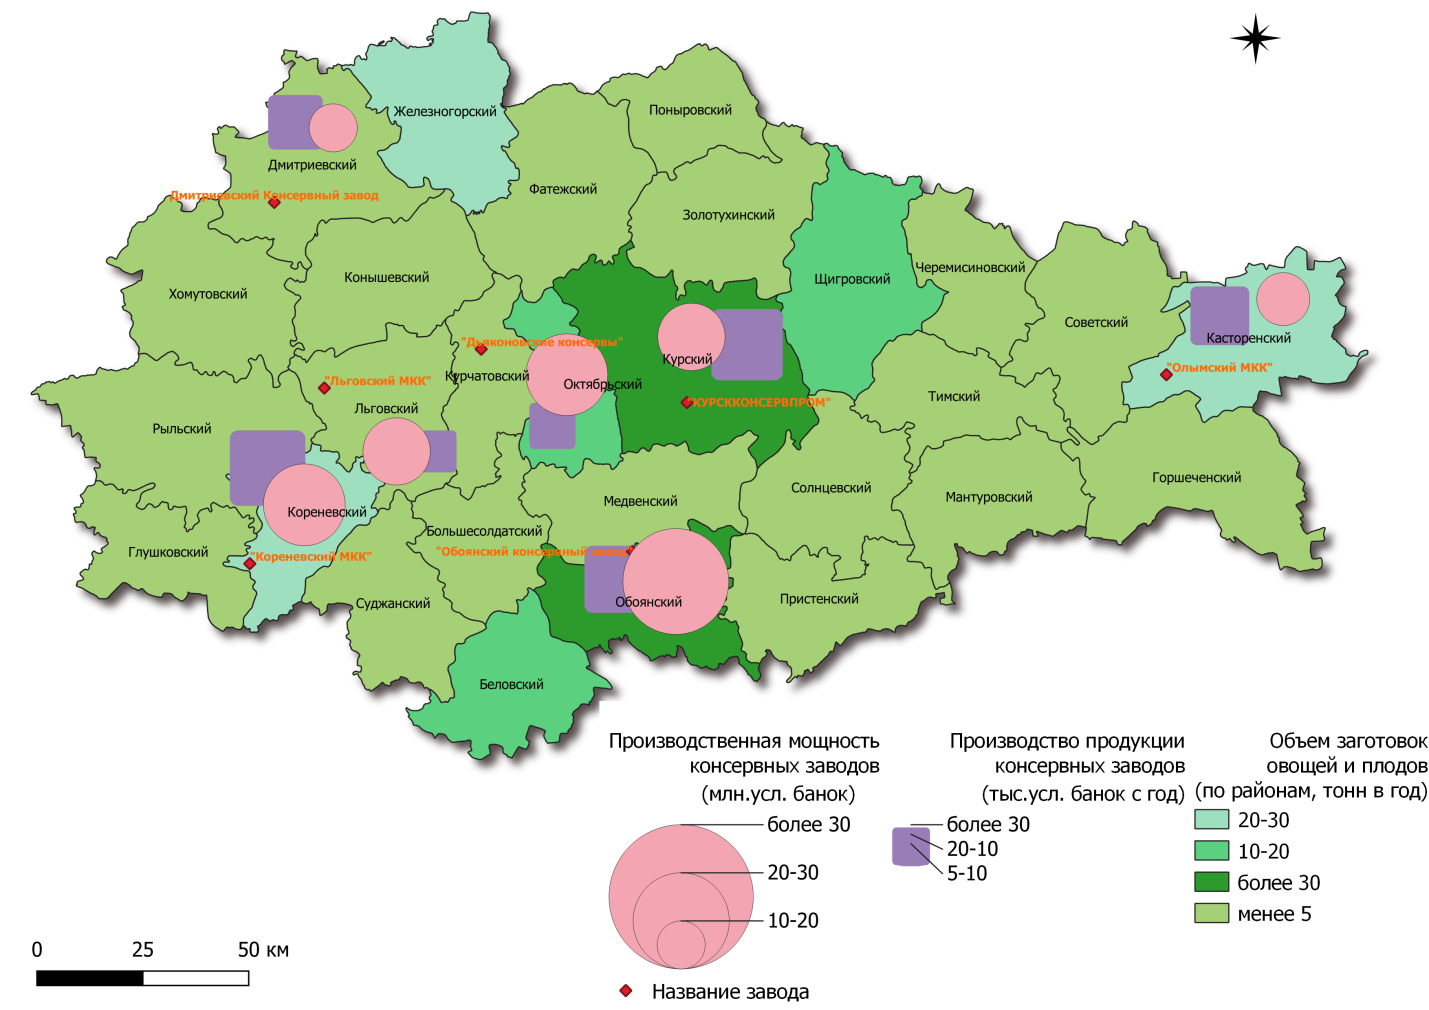 Железногорский
Поныровский
Дмитриевский
Фатежский
Дмитриевский Консервный завод
Золотухинский
Черемисиновский
Конышевский
Щигровский
Хомутовский
Советский
Касторенский
"Дьяконовские консервы"
Курский
"Олымский МКК"
Курчатовский
"Льговский МКК"
Октябрьский
Тимский
"КУРСККОНСЕРВПРОМ"
Льговский
Рыльский
Горшеченский
Солнцевский
Мантуровский
Медвенский
Кореневский
Большесолдатский
Глушковский
"Обоянский консервный завод"
"Кореневский МКК"
Суджанский
Обоянский
Пристенский
Беловский
Производственная мощность
консервных заводов
(млн.усл. банок)
более 30
20-30
10-20
Название завода
Производство продукции
консервных заводов
(тыс.усл. банок с год)
более 30
20-10
5-10
Объем заготовок
овощей и плодов
(по районам, тонн в год)
20-30
10-20
более 30
менее 5
0 25 50 км